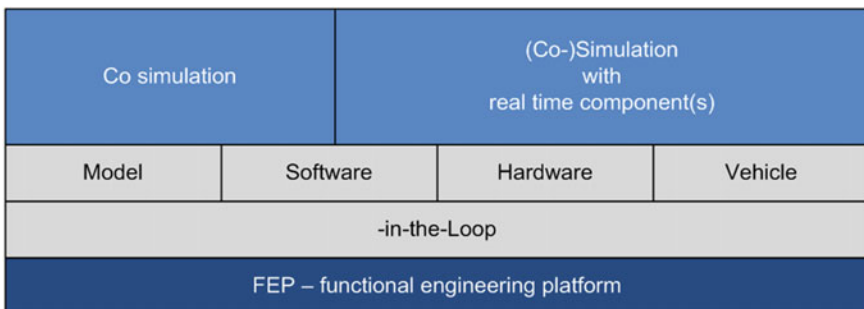 Co simulation
(Co-)Simulation
with
real time component(s)
Model
Software
Hardware
Vehicle
-in-the-Loop
FEP – functional engineering platform